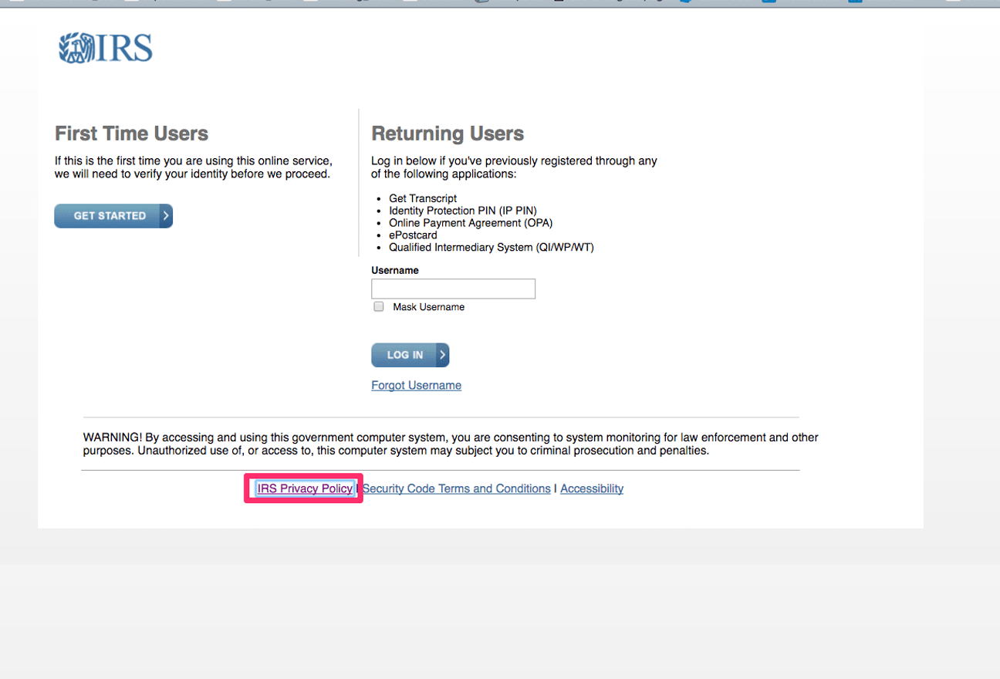 IRS
First Time Users
If this is the first time you are using this online service,
we will need to verify your identity before we proceed.
GET STARTED
Returning Users
Log in below if you've previously registered through any
of the following applications:
Get Transcript
Identity Protection PIN (IP PIN)
Online Payment Agreement (OPA)
ePostcard
Qualified Intermediary System (QI/WP/WT)
Username
Mask Username
LOG IN
Forgot Username
WARNING! By accessing and using this government computer system, you are consenting to system monitoring for law enforcement and other
purposes. Unauthorized use of, or access to, this computer system may subject you to criminal prosecution and penalties.
IRS Privacy Policy | Security Code Terms and Conditions | Accessibility